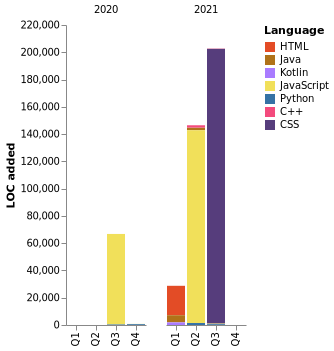 2020 2021
LOC added
220,000
200,000
180,000
160,000
140,000
120,000
100,000
80,000
60,000
40,000
20,000
0
Q1 Q2 Q3 Q4 Q1 Q2 Q3 Q4
Language
HTML
Java
Kotlin
JavaScript
Python
C++
CSS